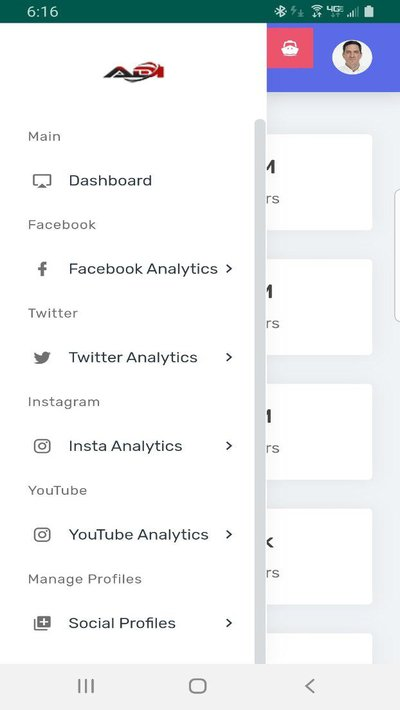 6:16
4GE
ADI
Main
Dashboard
M
rs
Facebook
Facebook Analytics
M
rs
Twitter
Twitter Analytics
Instagram
M
rs
Insta Analytics
YouTube
YouTube Analytics
k
rs
Manage Profiles
Social Profiles